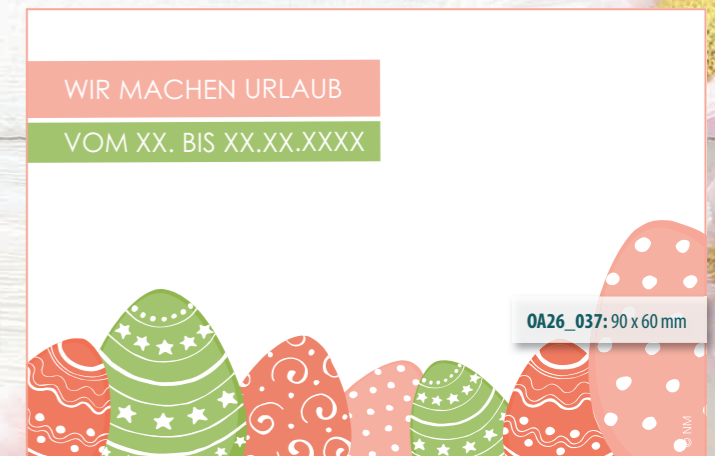 WIR MACHEN URLAUB
VOM XX. BIS XX.XX.XXXX
OA26_037: 90 x 60 mm
© NM